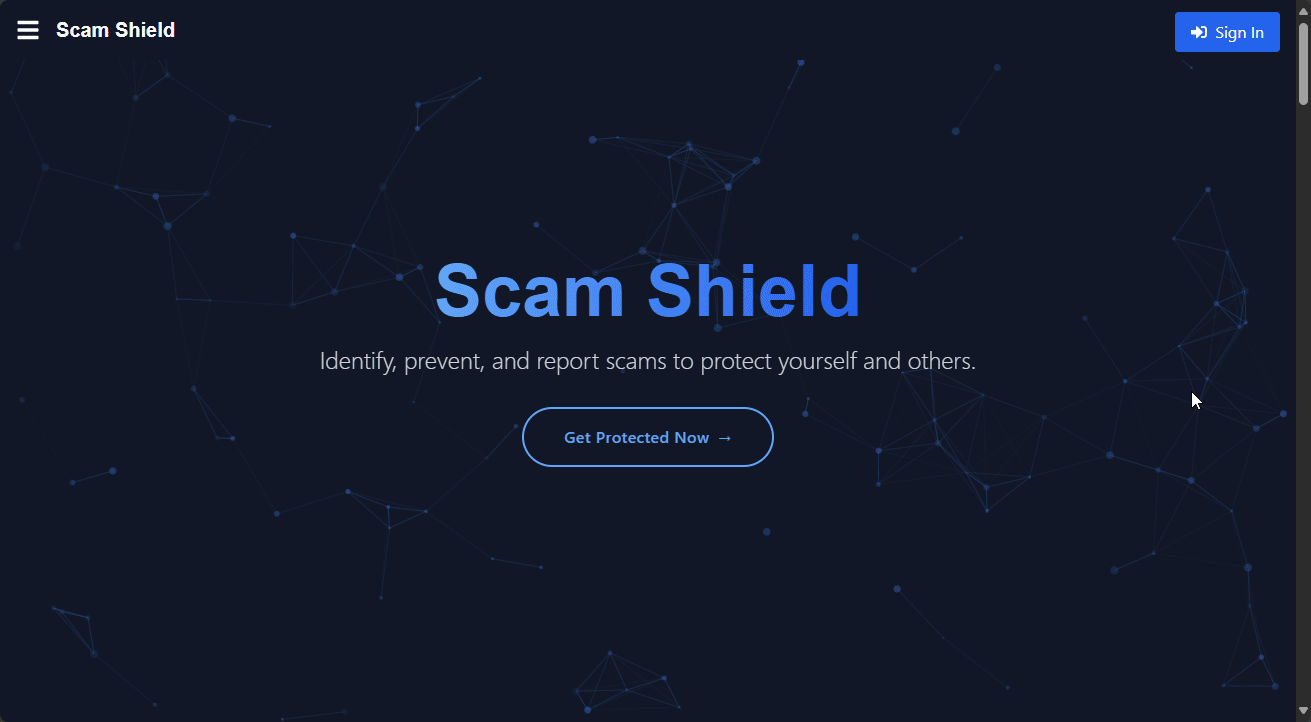 Scam Shield
Sign In
Scam Shield
Identify, prevent, and report scams to protect yourself and others.
Get Protected Now →